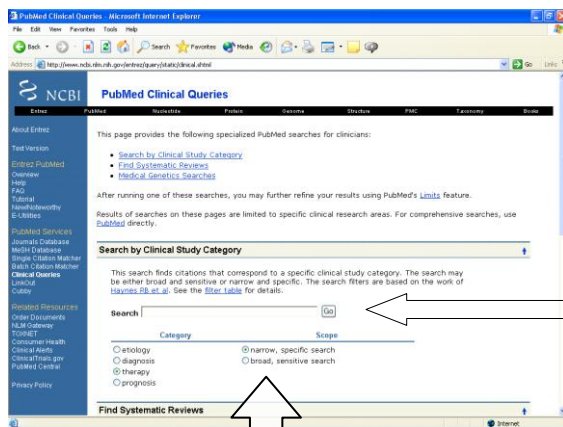 PubMed Clinical Queries - Microsoft Internet Explorer
File Edit View Favorites Tools Help
Back Search Favorites Media
Address http://www.ncbi.nlm.nih.gov/entrez/query/static/clinical.shtml Go Links
NCBI PubMed Clinical Queries
Entrez PubMed Nucleotide Protein Genome Structure PMC Taxonomy Books
About Entrez
Text Version
Entrez PubMed
Overview
Help
FAQ
Tutorial
New/Noteworthy
E-Utilities
PubMed Services
Journals Database
MeSH Database
Single Citation Matcher
Batch Citation Matcher
Clinical Queries
LinkOut
Cubby
Related Resources
Order Documents
NLM Gateway
TOXNET
Consumer Health
Clinical Alerts
ClinicalTrials.gov
PubMed Central
Privacy Policy
This page provides the following specialized PubMed searches for clinicians:
• Search by Clinical Study Category
• Find Systematic Reviews
• Medical Genetics Searches
After running one of these searches, you may further refine your results using PubMed's Limits feature.
Results of searches on these pages are limited to specific clinical research areas. For comprehensive searches, use
PubMed directly.
Search by Clinical Study Category
This search finds citations that correspond to a specific clinical study category. The search may
be either broad and sensitive or narrow and specific. The search filters are based on the work of
Haynes RB et al. See the filter table for details.
Search Go
Category Scope
etiology narrow, specific search
diagnosis broad, sensitive search
therapy
prognosis
Find Systematic Reviews
Internet